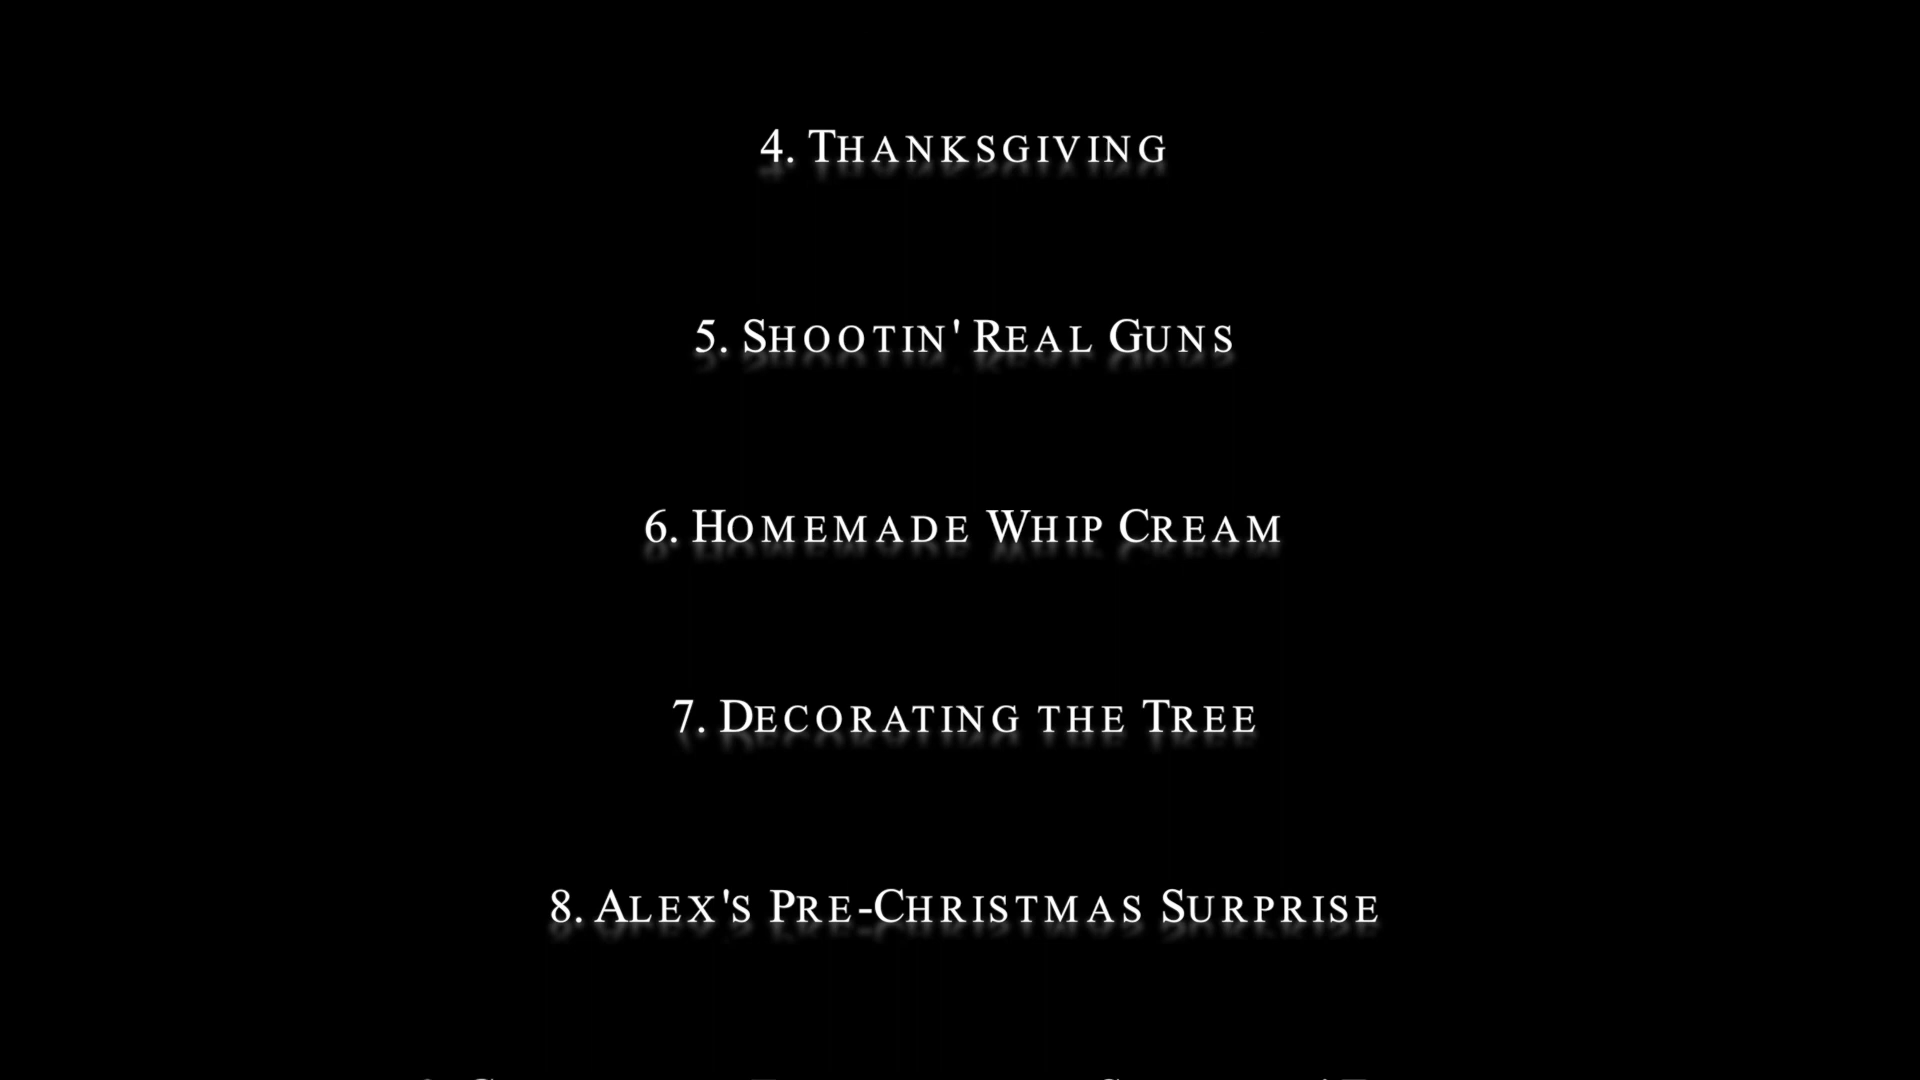 4. Thanksgiving
5. Shootin' Real Guns
6. Homemade Whip Cream
7. Decorating the Tree
8. Alex's Pre-Christmas Surprise